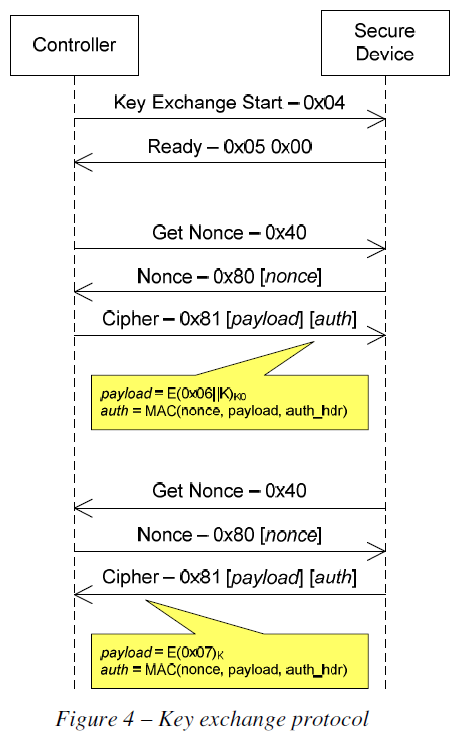 Controller
Secure
Device
Key Exchange Start – 0x04
Ready – 0x05 0x00
Get Nonce – 0x40
Nonce – 0x80 [nonce]
Cipher – 0x81 [payload] [auth]
payload = E(0x06||K)K0
auth = MAC(nonce, payload, auth_hdr)
Get Nonce – 0x40
Nonce – 0x80 [nonce]
Cipher – 0x81 [payload] [auth]
payload = E(0x07)K
auth = MAC(nonce, payload, auth_hdr)
Figure 4 – Key exchange protocol